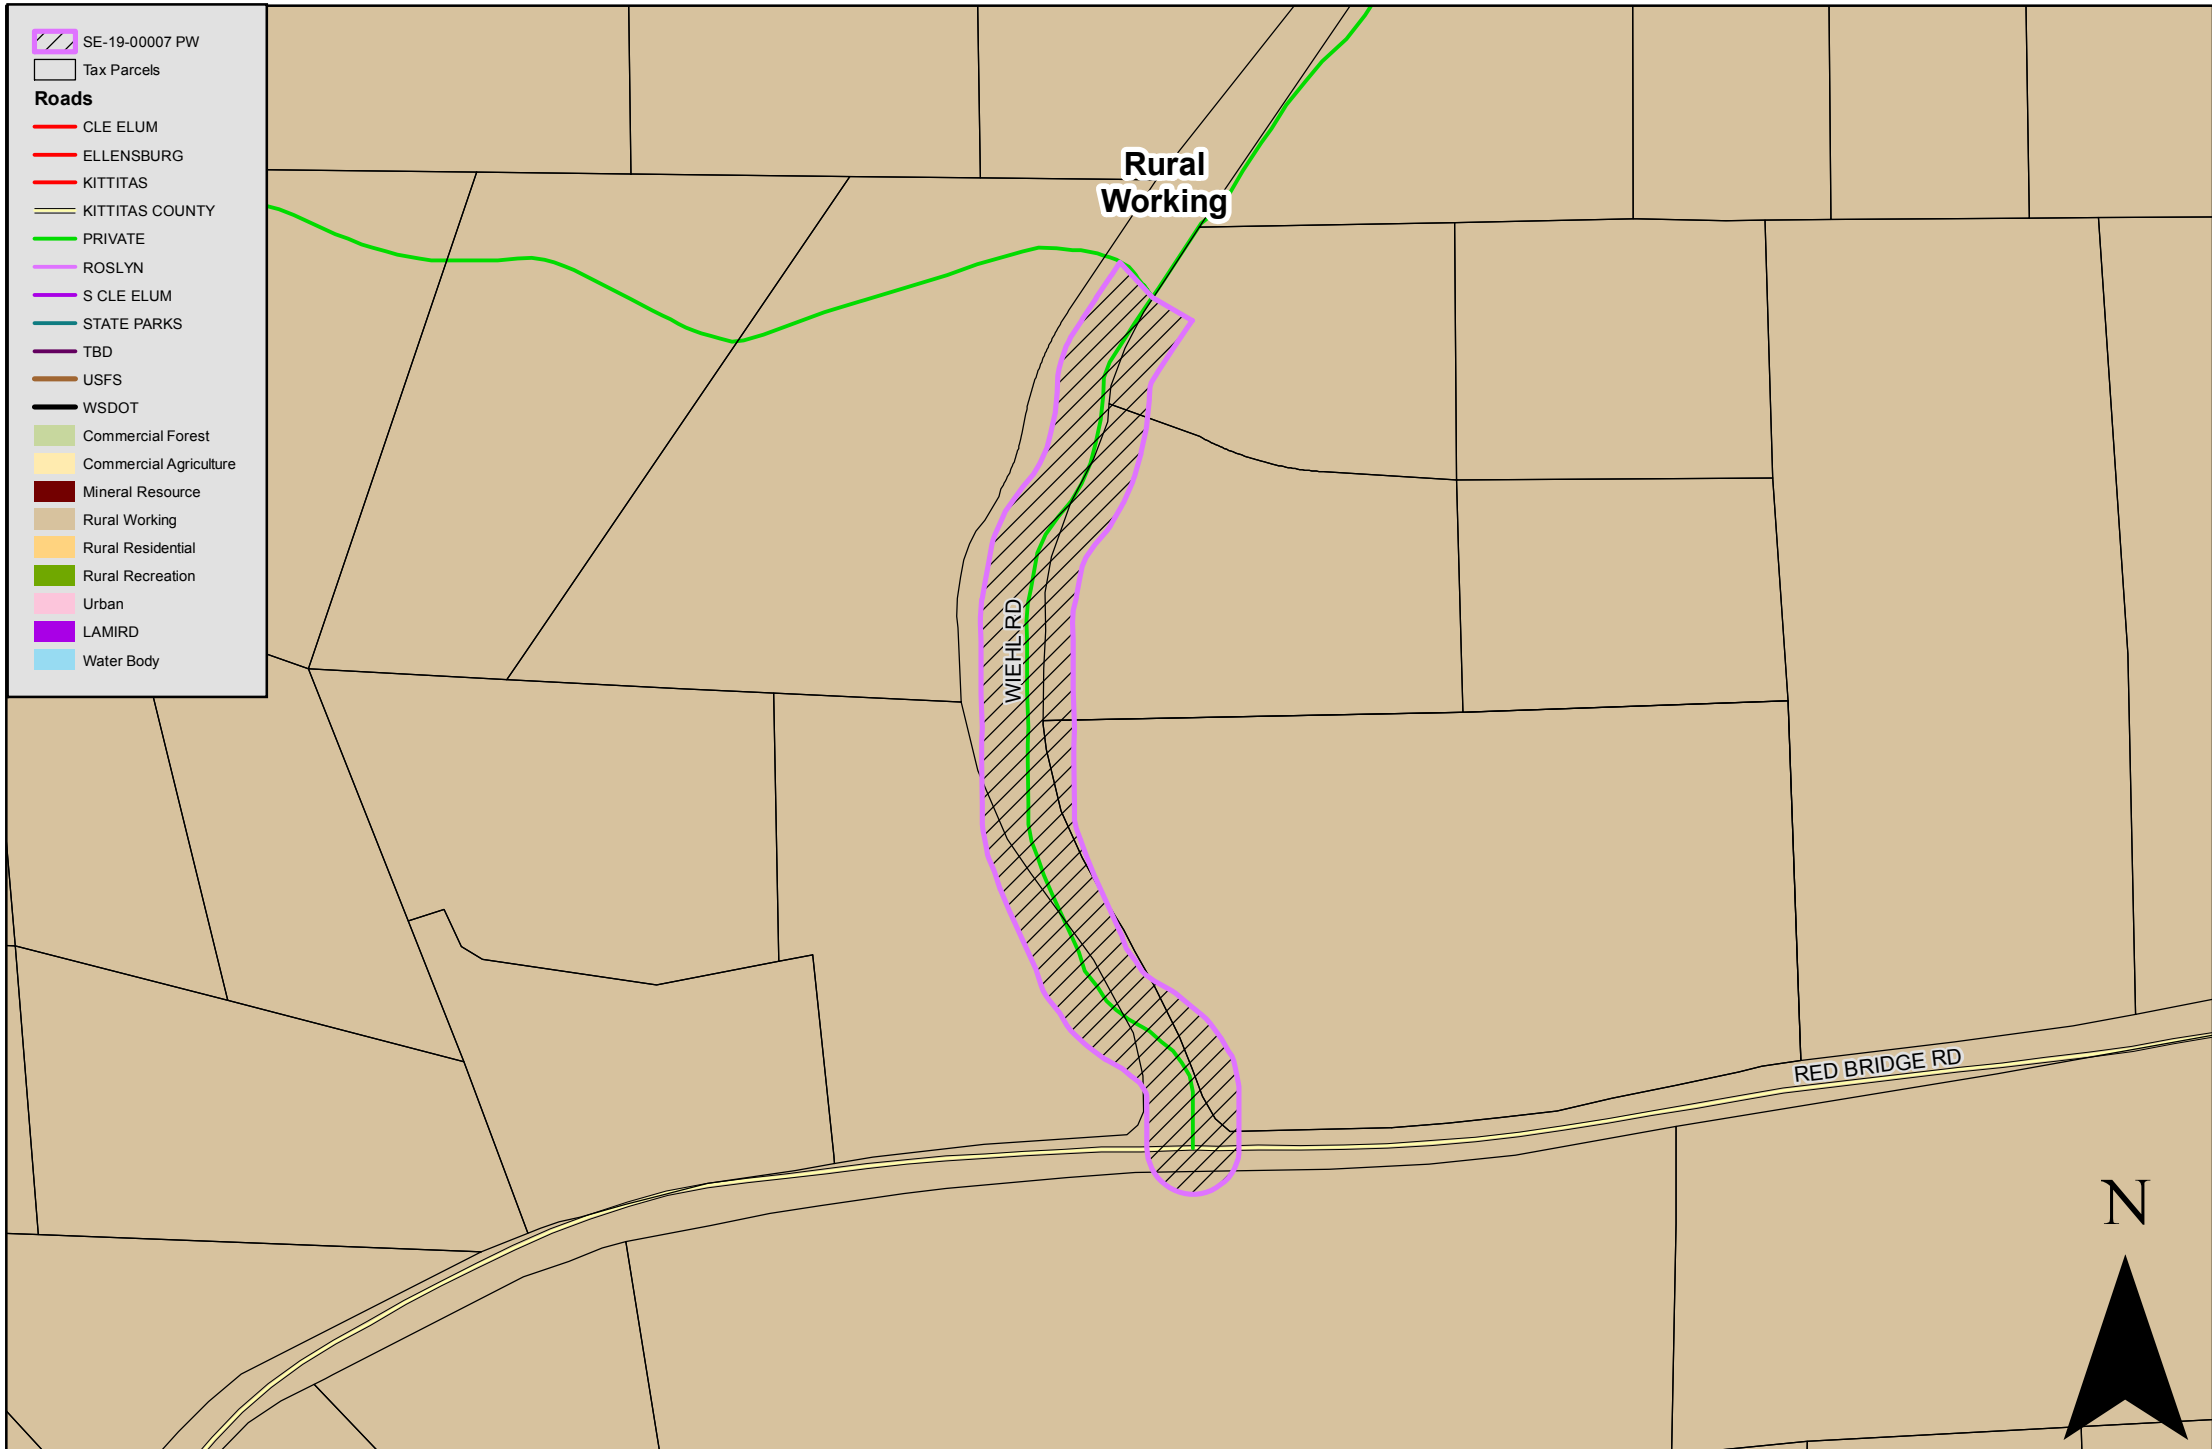 SE-19-00007 PW
Tax Parcels
Roads
CLE ELUM
ELLENSBURG
KITTITAS
KITTITAS COUNTY
PRIVATE
ROSLYN
S CLE ELUM
STATE PARKS
TBD
USFS
WSDOT
Commercial Forest
Commercial Agriculture
Mineral Resource
Rural Working
Rural Residential
Rural Recreation
Urban
LAMIRD
Water Body
Rural
Working
WIEHL RD
RED BRIDGE RD
N